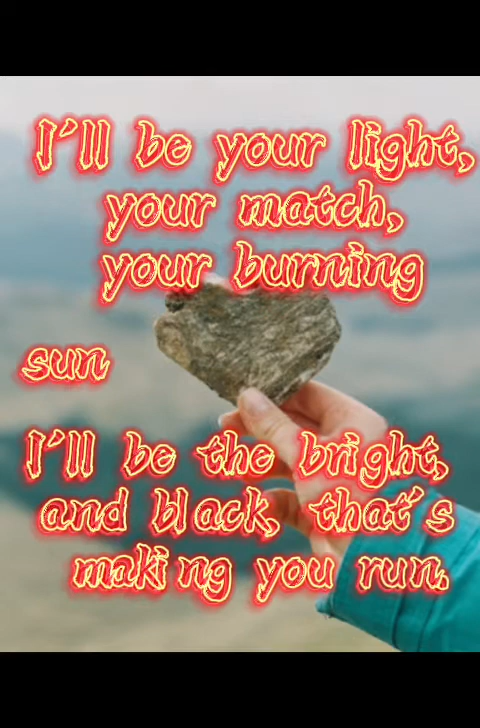 I'll be your light,
your match,
your burning
sun
I'll be the bright,
and black, that's
making you run.